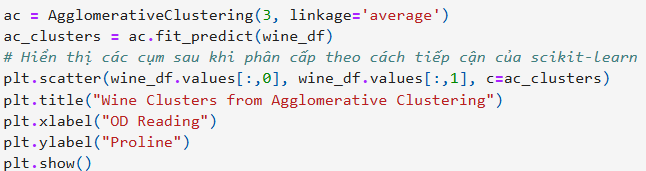 ac = AgglomerativeClustering(3, linkage='average')
ac_clusters = ac.fit_predict(wine_df)
# Hiển thị các cụm sau khi phân cấp theo cách tiếp cận của scikit-learn
plt.scatter(wine_df.values[:,0], wine_df.values[:,1], c=ac_clusters)
plt.title("Wine Clusters from Agglomerative Clustering")
plt.xlabel("OD Reading")
plt.ylabel("Proline")
plt.show()